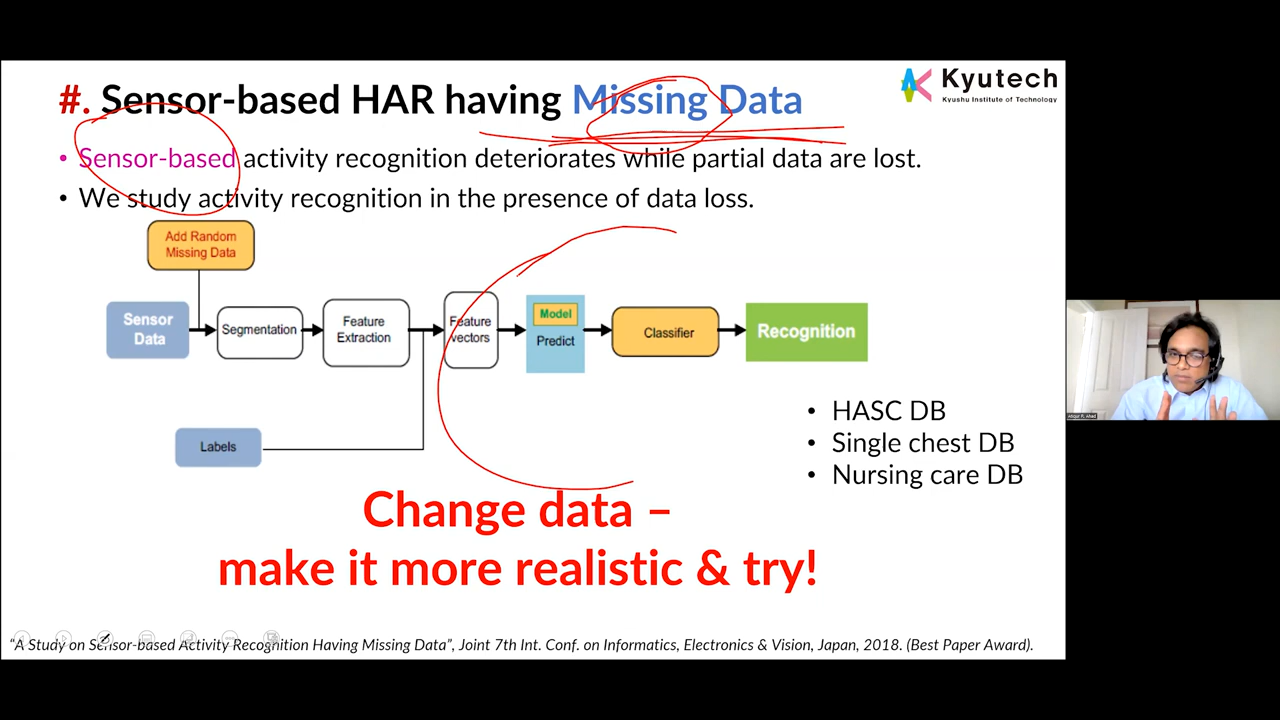 #. Sensor-based HAR having Missing Data
Kyutech
Kyushu Institute of Technology
• Sensor-based activity recognition deteriorates while partial data are lost.
• We study activity recognition in the presence of data loss.
Add Random
Missing Data
Sensor
Data
Segmentation
Feature
Extraction
Feature
vectors
Model
Predict
Classifier
Recognition
Labels
• HASC DB
• Single chest DB
• Nursing care DB
Change data –
make it more realistic & try!
"A Study on Sensor-based Activity Recognition Having Missing Data", Joint 7th Int. Conf. on Informatics, Electronics & Vision, Japan, 2018. (Best Paper Award).
Atiqur R. Ahad